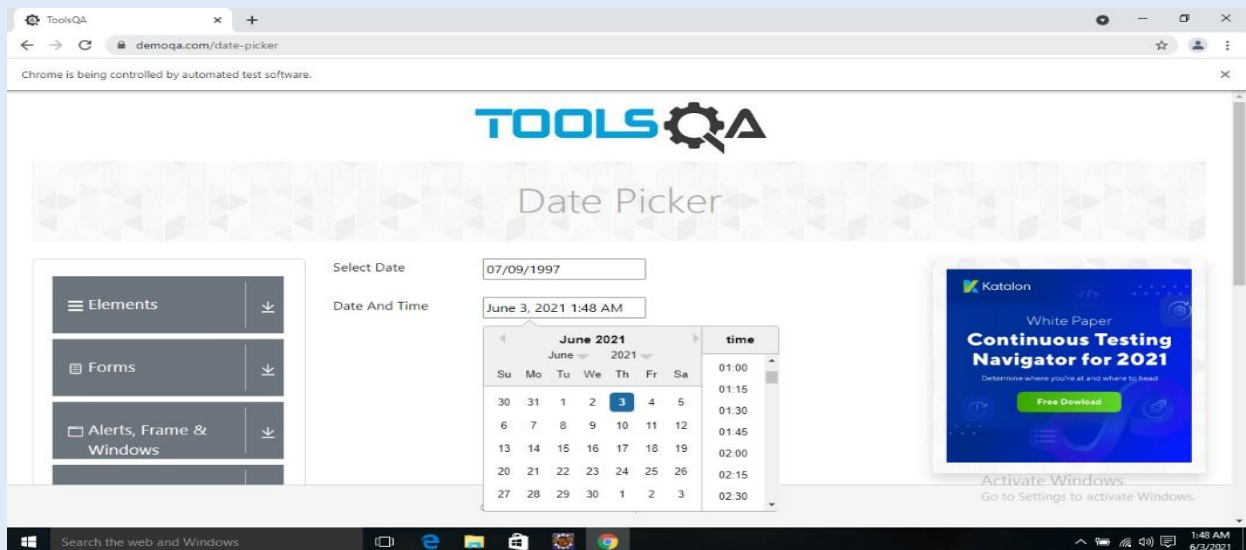 ToolsQA
demoqa.com/date-picker
Chrome is being controlled by automated test software.
TOOLSQA
Date Picker
Elements
Forms
Alerts, Frame &
Windows
Select Date 07/09/1997
Date And Time June 3, 2021 1:48 AM
June 2021 time
June 2021
Su Mo Tu We Th Fr Sa
30 31 1 2 3 4 5
6 7 8 9 10 11 12
13 14 15 16 17 18 19
20 21 22 23 24 25 26
27 28 29 30 1 2 3
01:00
01:15
01:30
01:45
02:00
02:15
02:30
Katalon
White Paper
Continuous Testing
Navigator for 2021
Determine where you're at and where to head
Free Dowload
Activate Windows
Go to Settings to activate Windows.
Search the web and Windows
1:48 AM
6/3/2021